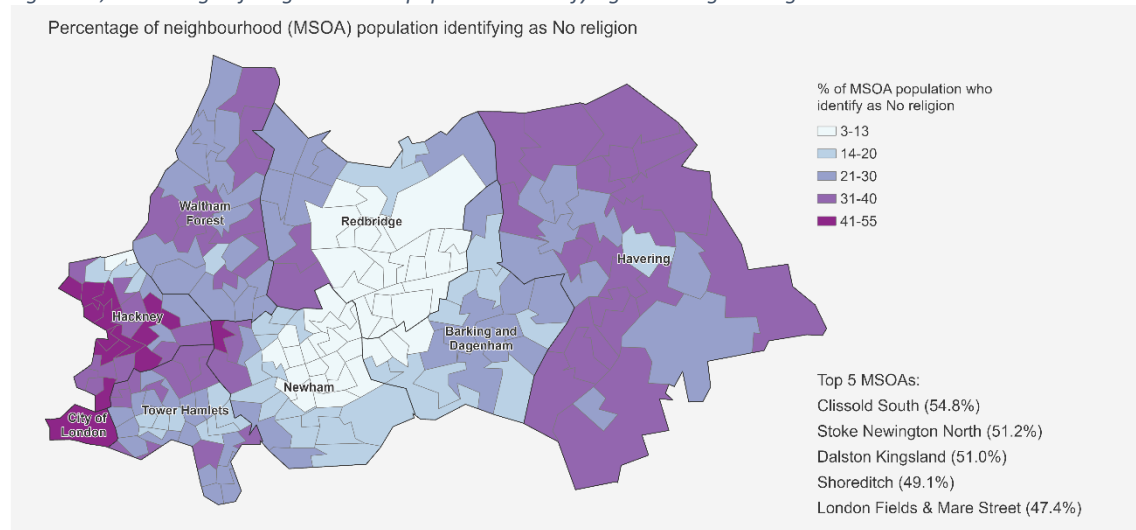 Percentage of neighbourhood (MSOA) population identifying as No religion
% of MSOA population who
identify as No religion
3-13
14-20
21-30
31-40
41-55
Waltham
Forest
Redbridge
Havering
Hackney
Barking and
Dagenham
Newham
Tower Hamlets
City of
London
Top 5 MSOAs:
Clissold South (54.8%)
Stoke Newington North (51.2%)
Dalston Kingsland (51.0%)
Shoreditch (49.1%)
London Fields & Mare Street (47.4%)